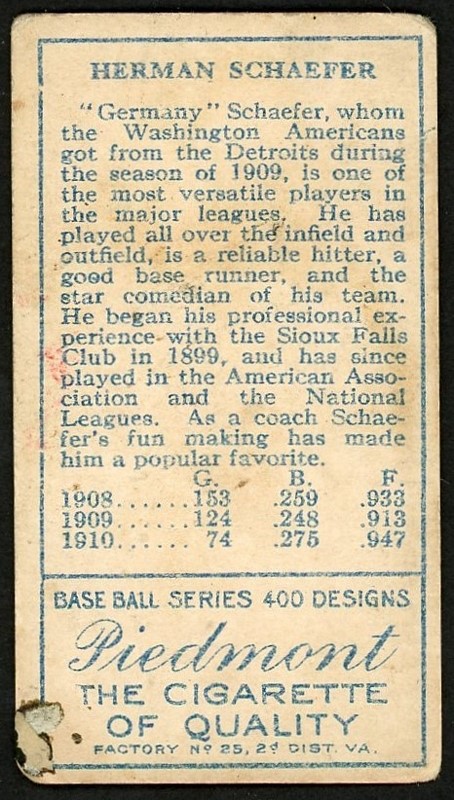 HERMAN SCHAEFER
"Germany" Schaefer, whom
the Washington Americans
got from the Detroits during
the season of 1909, is one of
the most versatile players in
the major leagues. He has
played all over the infield and
outfield, is a reliable hitter, a
good base runner, and the
star comedian of his team.
He began his professional ex-
perience with the Sioux Falls
Club in 1899, and has since
played in the American Asso-
ciation and the National
Leagues. As a coach Schae-
fer's fun making has made
him a popular favorite.
G. B. F.
1908......153 .259 .933
1909......124 .248 .913
1910...... 74 .275 .947
BASE BALL SERIES 400 DESIGNS
Piedmont
THE CIGARETTE
OF QUALITY
FACTORY No 25, 2d DIST. VA.